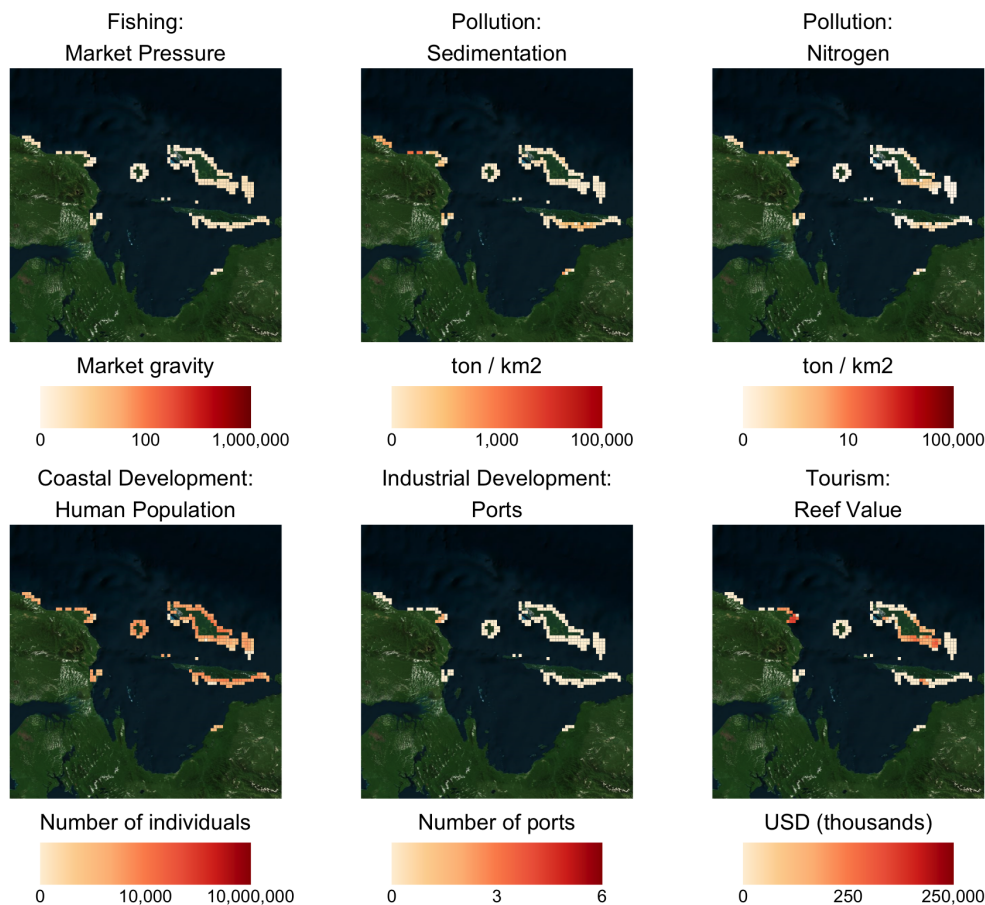 Fishing:
Market Pressure
Pollution:
Sedimentation
Pollution:
Nitrogen
Market gravity
0 100 1,000,000
ton / km2
0 1,000 100,000
ton / km2
0 10 100,000
Coastal Development:
Human Population
Industrial Development:
Ports
Tourism:
Reef Value
Number of individuals
0 10,000 10,000,000
Number of ports
0 3 6
USD (thousands)
0 250 250,000